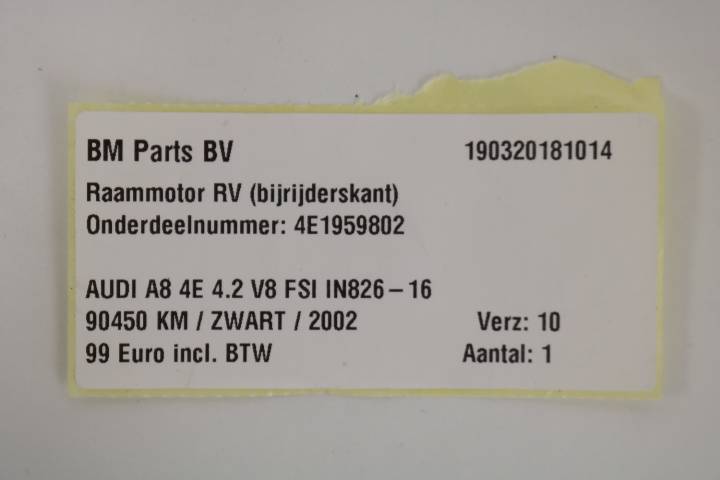 BM Parts BV 190320181014
Raammotor RV (bijrijderskant)
Onderdeelnummer: 4E1959802
AUDI A8 4E 4.2 V8 FSI IN826-16
90450 KM / ZWART / 2002 Verz: 10
99 Euro incl. BTW Aantal: 1